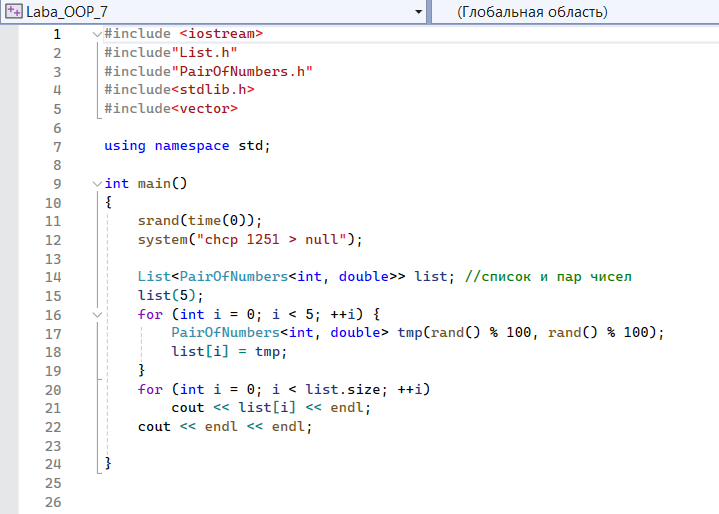 Laba_OOP_7 (Глобальная область)
1 #include <iostream>
2 #include"List.h"
3 #include"PairOfNumbers.h"
4 #include<stdlib.h>
5 #include<vector>
6
7 using namespace std;
8
9 int main()
10 {
11 srand(time(0));
12 system("chcp 1251 > null");
13
14 List<PairOfNumbers<int, double>> list; //список и пар чисел
15 list(5);
16 for (int i = 0; i < 5; ++i) {
17 PairOfNumbers<int, double> tmp(rand() % 100, rand() % 100);
18 list[i] = tmp;
19 }
20 for (int i = 0; i < list.size; ++i)
21 cout << list[i] << endl;
22 cout << endl << endl;
23
24 }
25
26